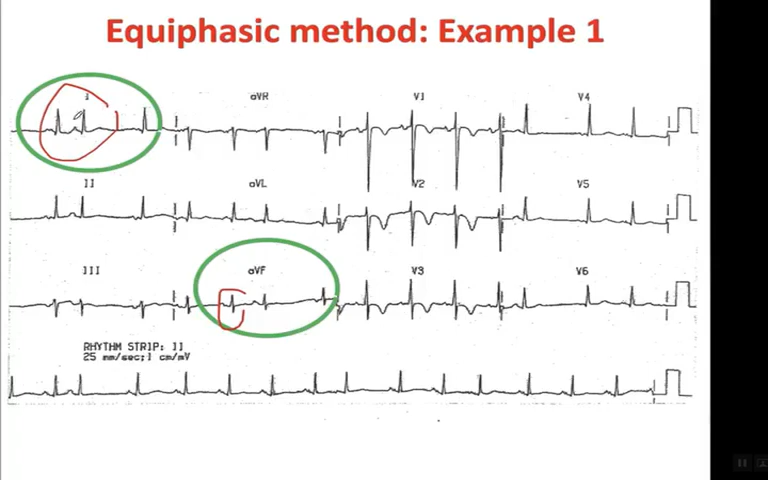 Equiphasic method: Example 1
I
aVR
V1
V4
II
aVL
V2
V5
III
aVF
V3
V6
RHYTHM STRIP: II
25 mm/sec;1 cm/mV